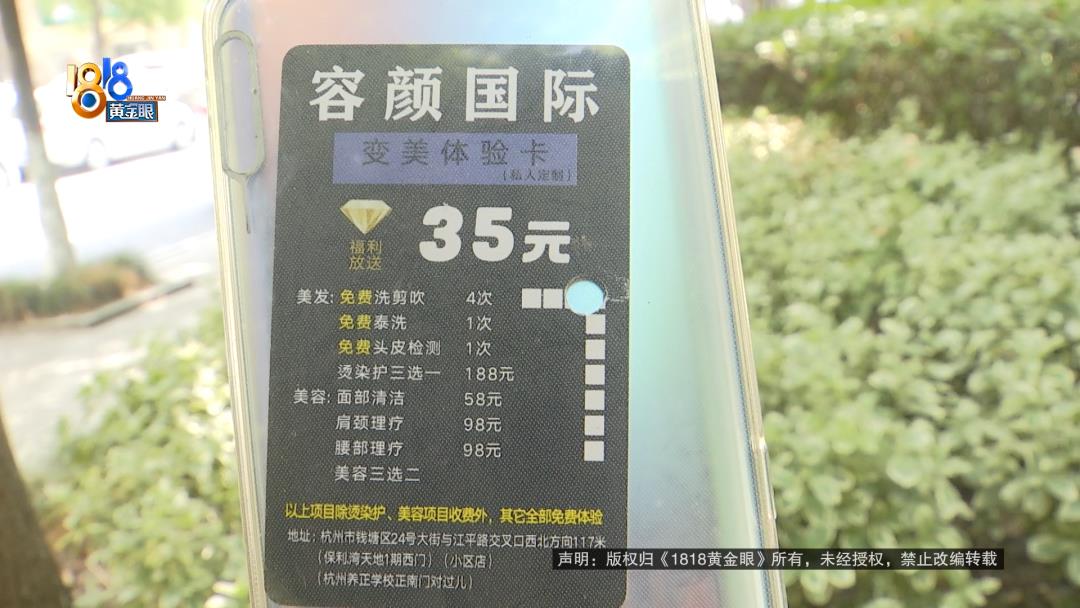 1818
HUANG JIN YAN
黄金眼
容颜国际
变美体验卡
(私人定制)
福利
放送
35元
美发: 免费洗剪吹 4次
免费泰洗 1次
免费头皮检测 1次
烫染护三选一 188元
美容: 面部清洁 58元
肩颈理疗 98元
腰部理疗 98元
美容三选二
以上项目除烫染护、美容项目收费外，其它全部免费体验
地址: 杭州市钱塘区24号大街与江平路交叉口西北方向117米
(保利湾天地1期西门) (小区店)
(杭州养正学校正南门对过儿)
声明：版权归《1818黄金眼》所有，未经授权，禁止改编转载